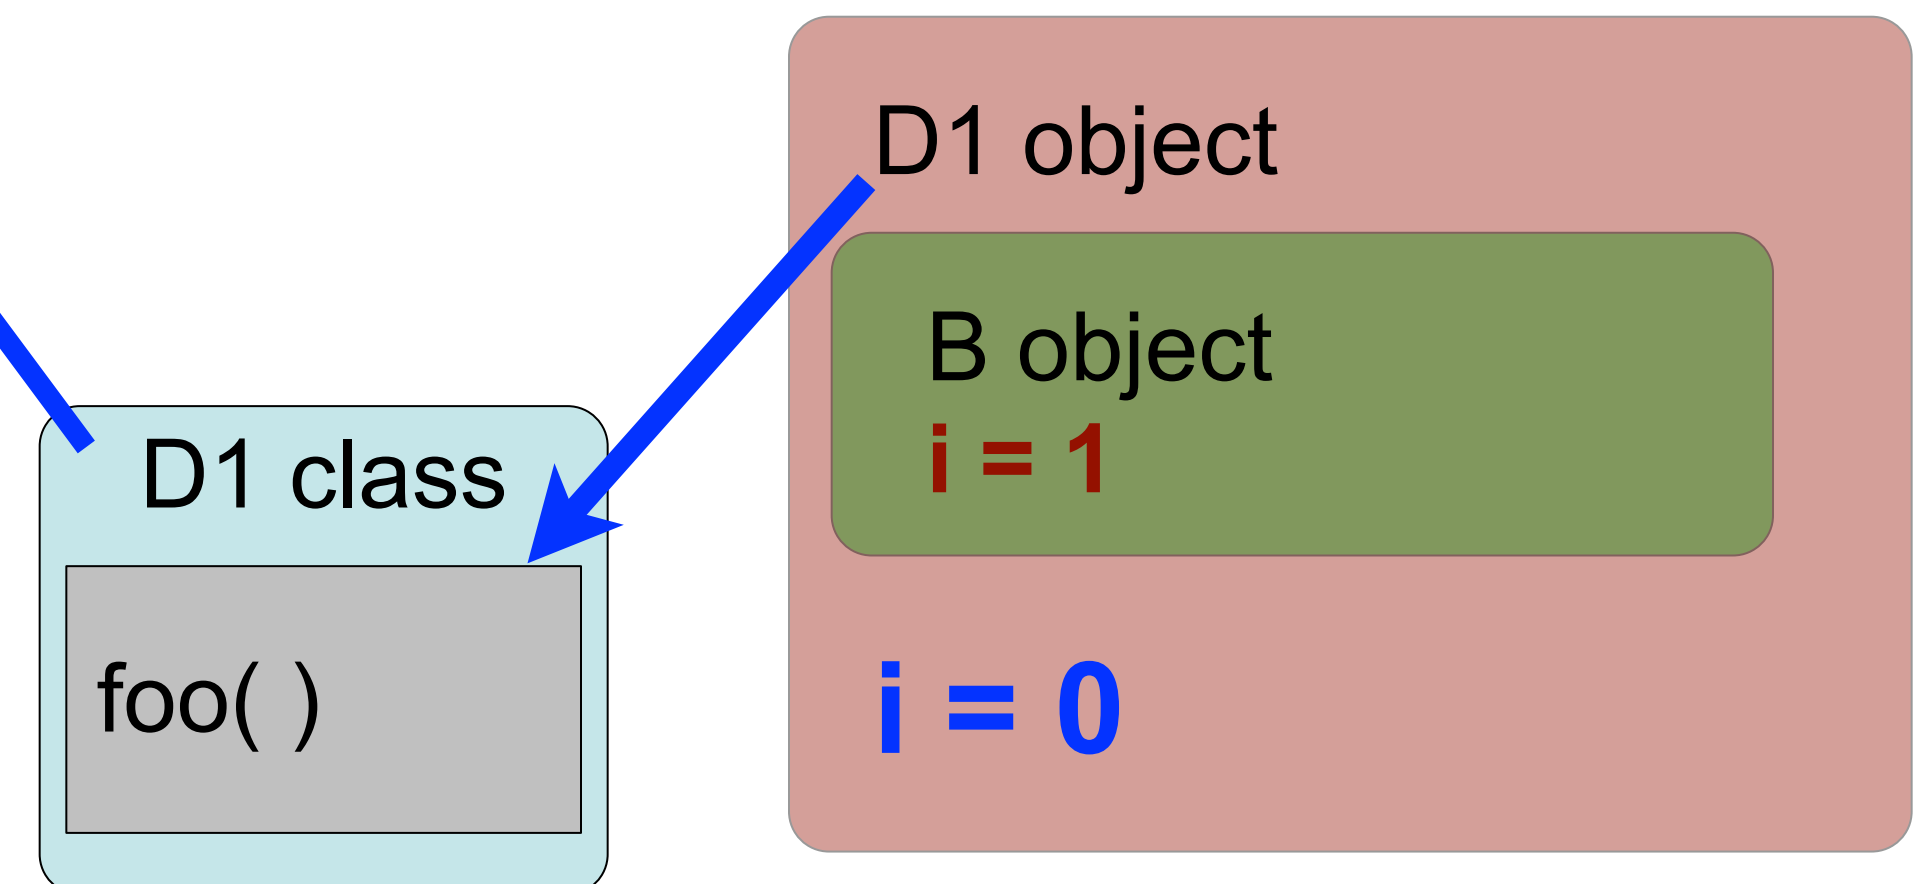 D1 object
B object
i = 1
D1 class
foo( )
i = 0